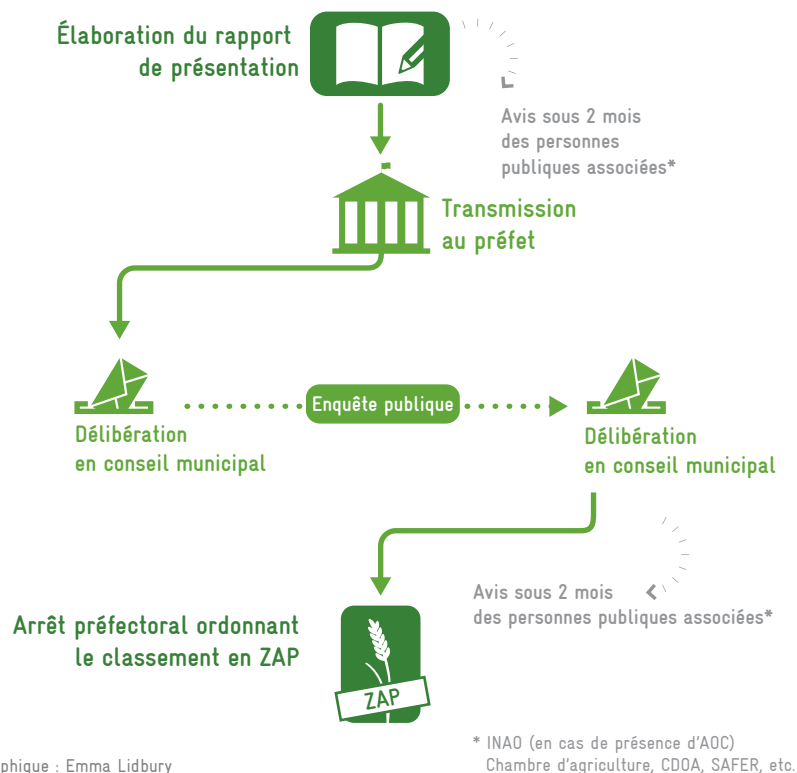 Élaboration du rapport
de présentation
Avis sous 2 mois
des personnes
publiques associées*
Transmission
au préfet
Enquête publique
Délibération
en conseil municipal
Délibération
en conseil municipal
Avis sous 2 mois
des personnes publiques associées*
Arrêt préfectoral ordonnant
le classement en ZAP
ZAP
* INAO (en cas de présence d'AOC)
Chambre d'agriculture, CDOA, SAFER, etc.
phique : Emma Lidbury